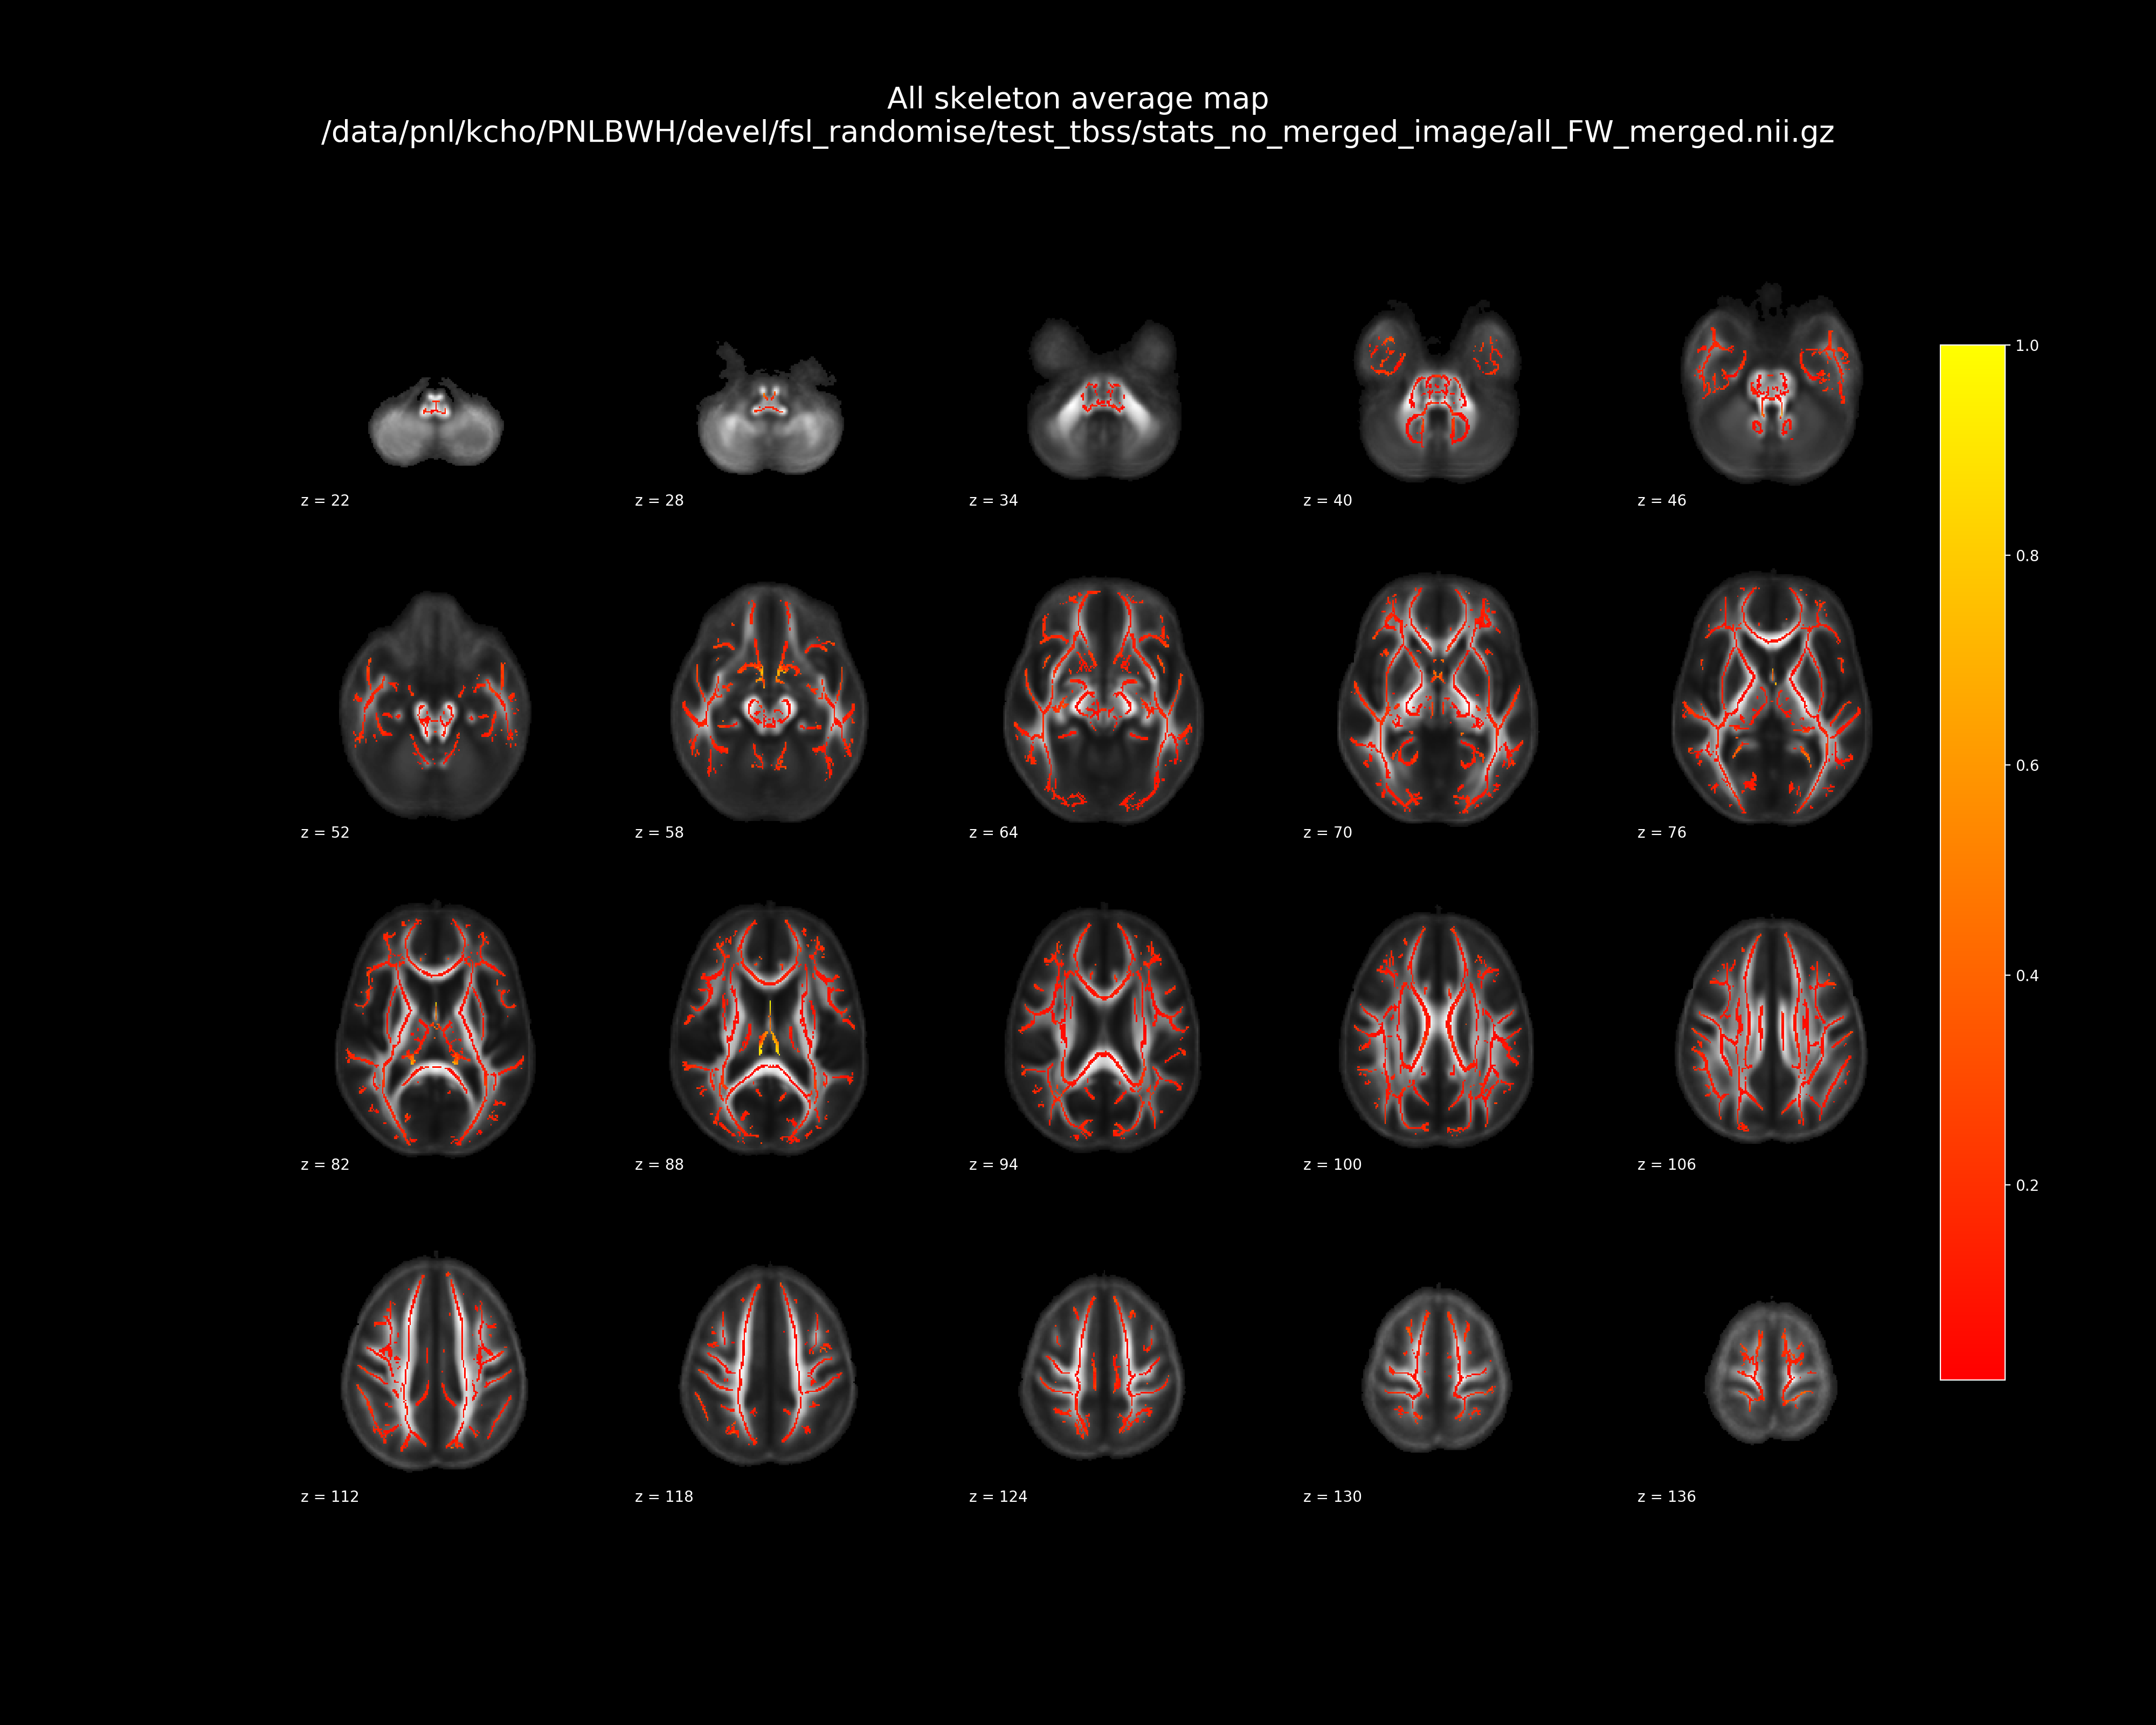 All skeleton average map
/data/pnl/kcho/PNLBWH/devel/fsl_randomise/test_tbss/stats_no_merged_image/all_FW_merged.nii.gz
z = 22
z = 28
z = 34
z = 40
z = 46
z = 52
z = 58
z = 64
z = 70
z = 76
z = 82
z = 88
z = 94
z = 100
z = 106
z = 112
z = 118
z = 124
z = 130
z = 136
1.0
0.8
0.6
0.4
0.2